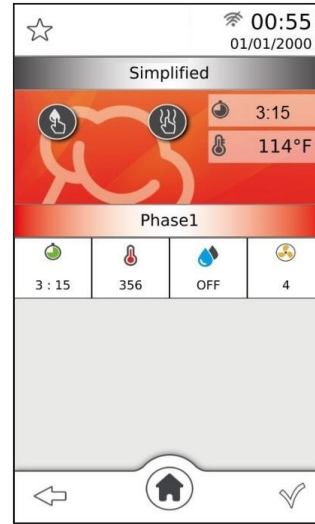 00:55
01/01/2000
Simplified
3:15
114°F
Phase1
3 : 15
356
OFF
4